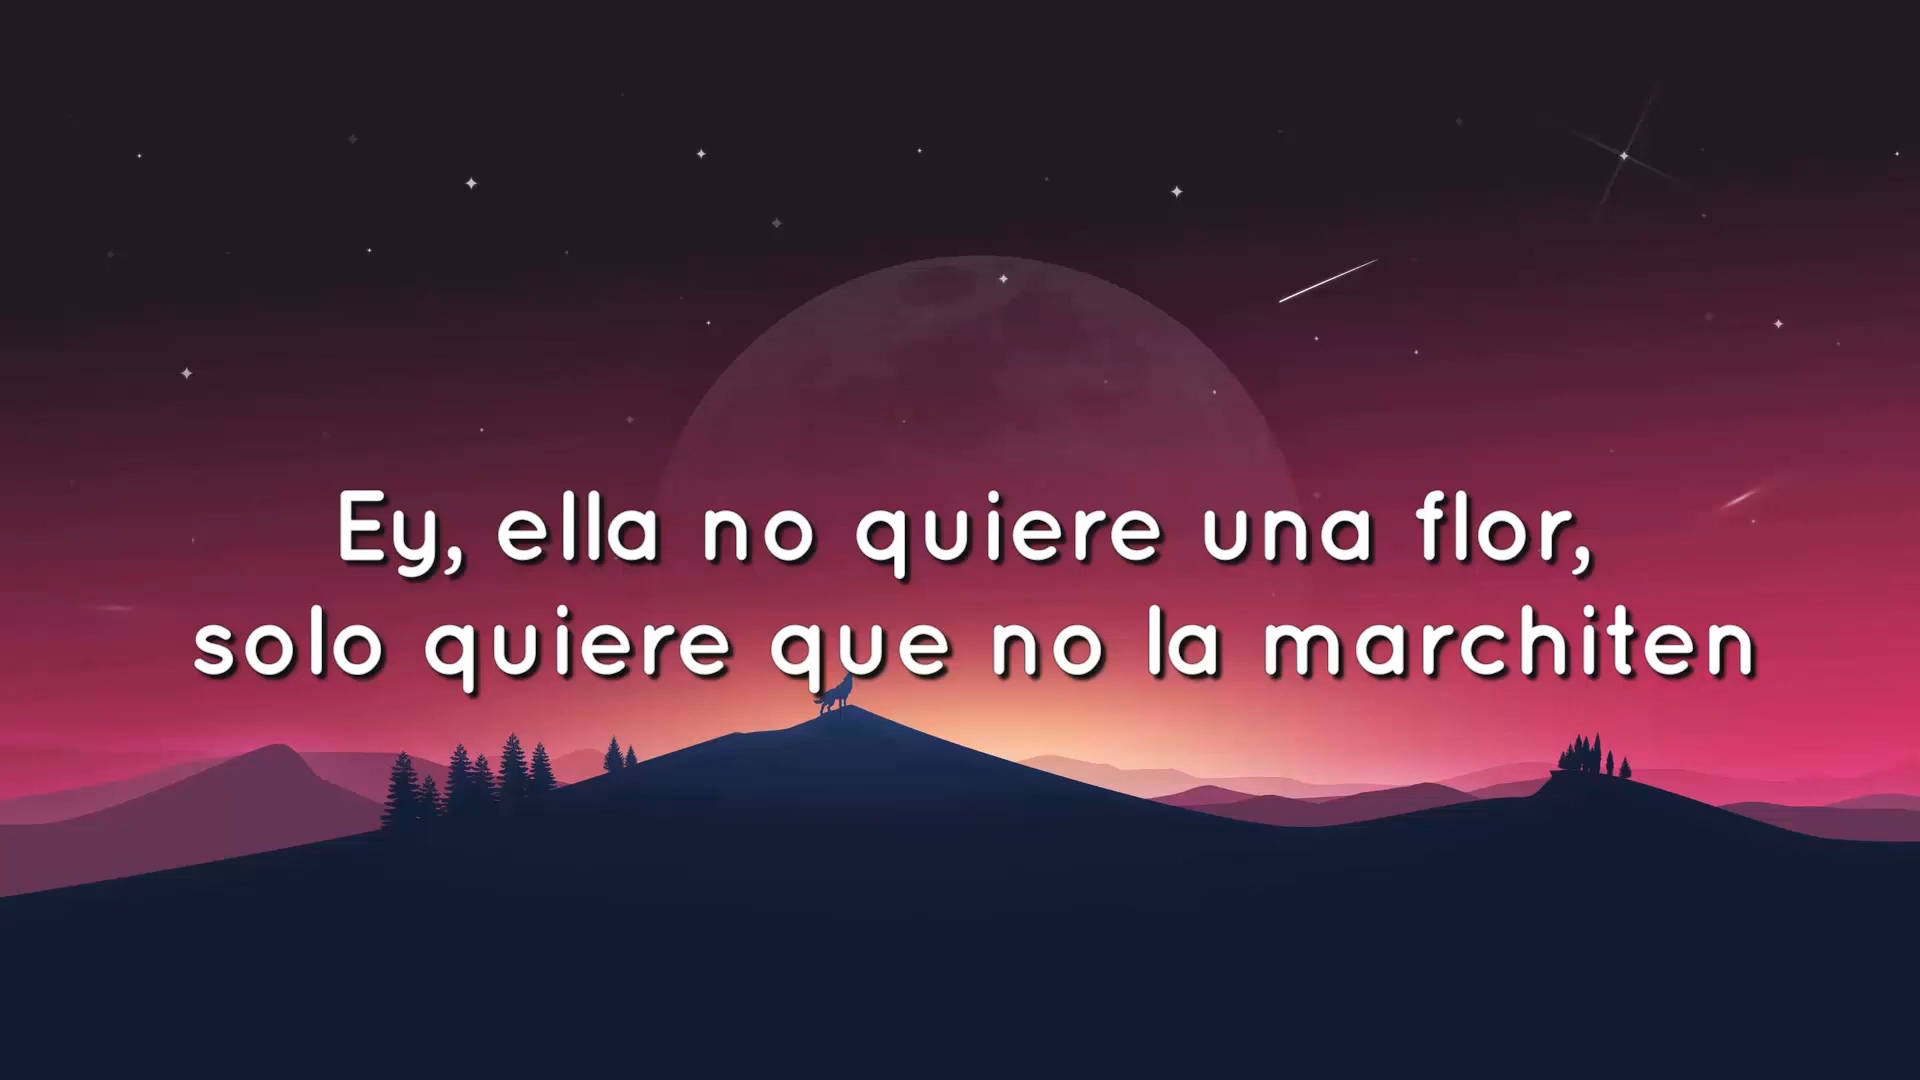 Ey, ella no quiere una flor,
solo quiere que no la marchiten